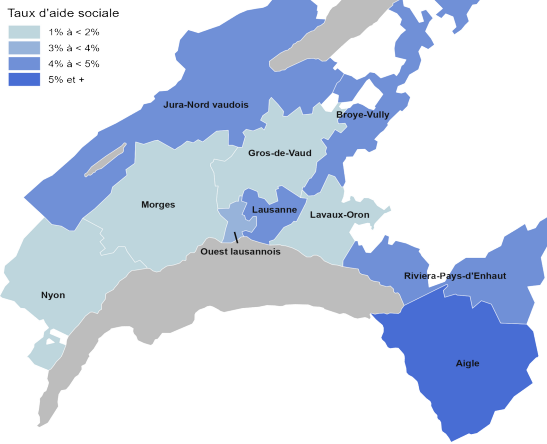 Taux d'aide sociale
1% à < 2%
3% à < 4%
4% à < 5%
5% et +
Jura-Nord vaudois
Broye-Vully
Gros-de-Vaud
Morges
Lausanne
Lavaux-Oron
Ouest lausannois
Riviera-Pays-d'Enhaut
Nyon
Aigle